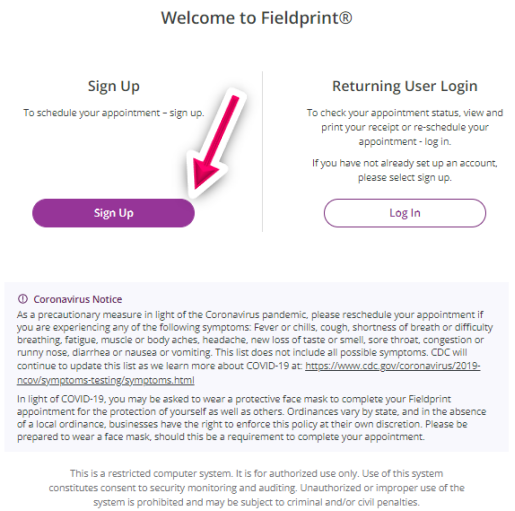 Welcome to Fieldprint®
Sign Up
To schedule your appointment – sign up.
Sign Up
Returning User Login
To check your appointment status, view and
print your receipt or re-schedule your
appointment - log in.
If you have not already set up an account,
please select sign up.
Log In
Coronavirus Notice
As a precautionary measure in light of the Coronavirus pandemic, please reschedule your appointment if
you are experiencing any of the following symptoms: Fever or chills, cough, shortness of breath or difficulty
breathing, fatigue, muscle or body aches, headache, new loss of taste or smell, sore throat, congestion or
runny nose, diarrhea or nausea or vomiting. This list does not include all possible symptoms. CDC will
continue to update this list as we learn more about COVID-19 at: https://www.cdc.gov/coronavirus/2019-
ncov/symptoms-testing/symptoms.html
In light of COVID-19, you may be asked to wear a protective face mask to complete your Fieldprint
appointment for the protection of yourself as well as others. Ordinances vary by state, and in the absence
of a local ordinance, businesses have the right to enforce this policy at their own discretion. Please be
prepared to wear a face mask, should this be a requirement to complete your appointment.
This is a restricted computer system. It is for authorized use only. Use of this system
constitutes consent to security monitoring and auditing. Unauthorized or improper use of the
system is prohibited and may be subject to criminal and/or civil penalties.